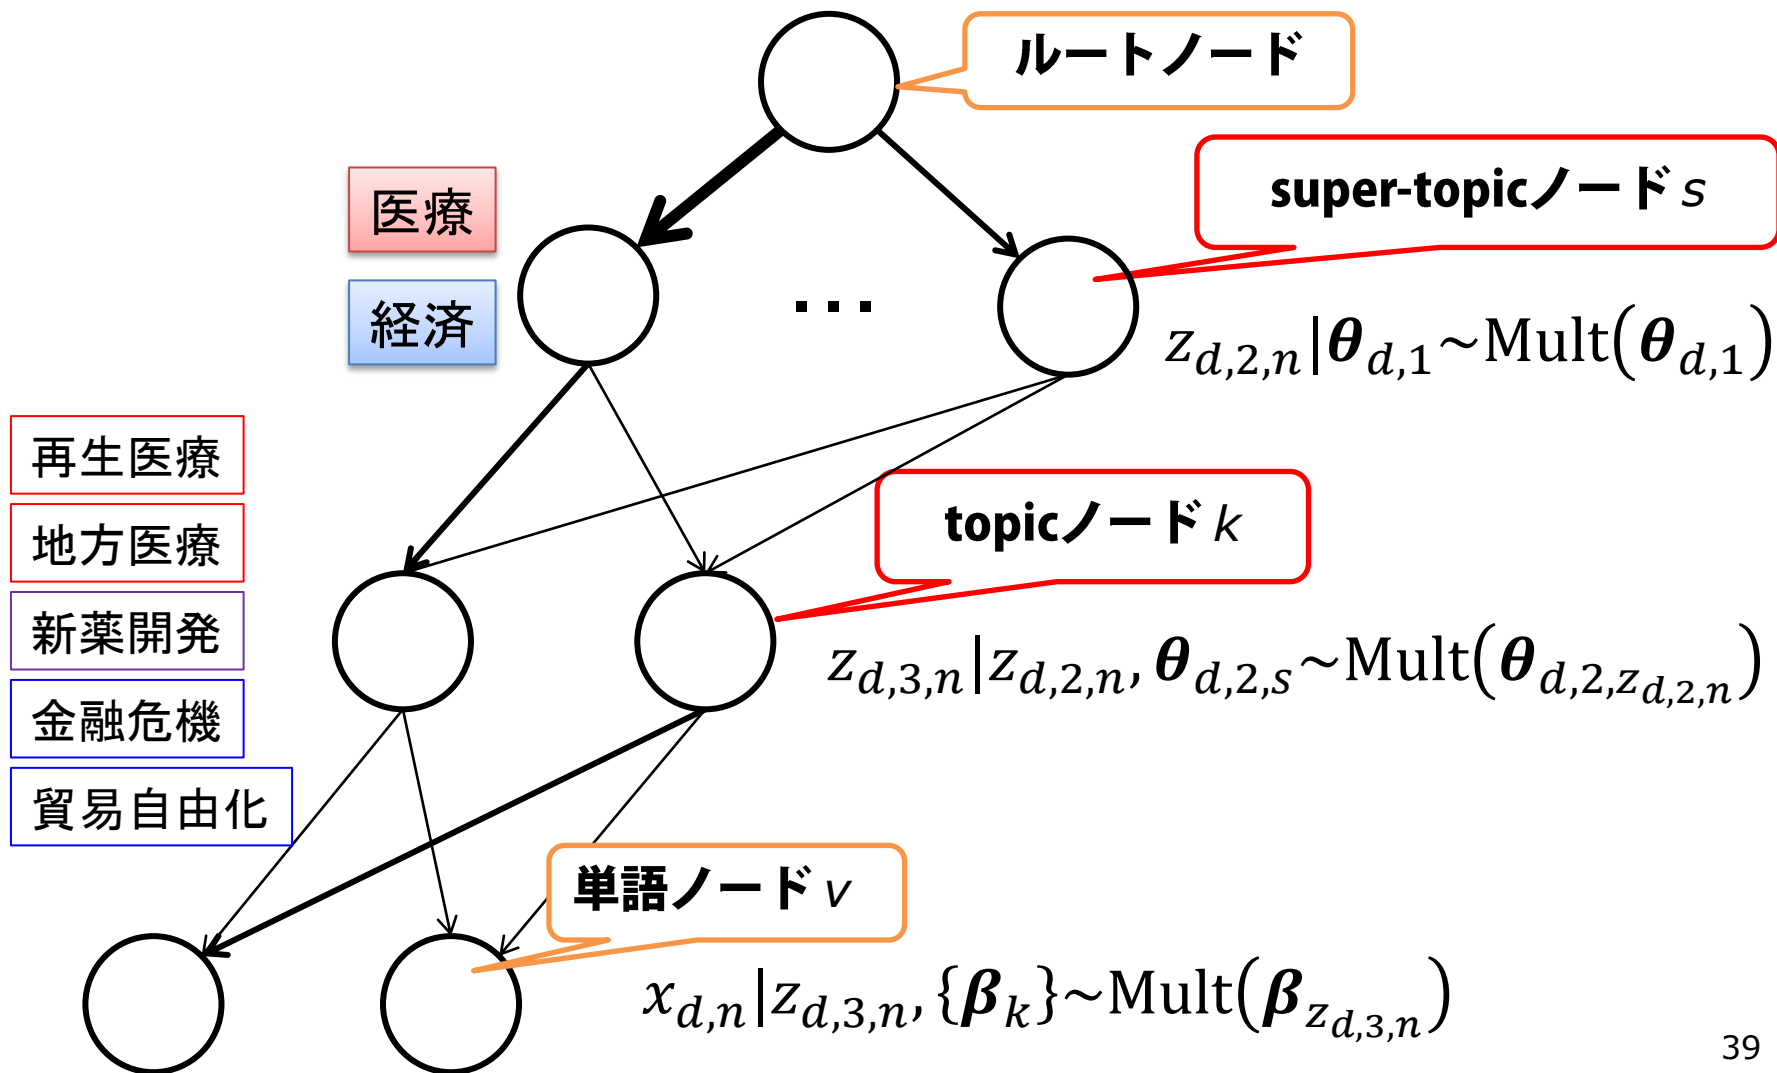 ルートノード
super-topicノード s
医療
経済
…
z_{d,2,n}|θ_{d,1}~Mult(θ_{d,1})
再生医療
地方医療
新薬開発
金融危機
貿易自由化
topicノード k
z_{d,3,n}|z_{d,2,n}, θ_{d,2,s}~Mult(θ_{d,2,z_{d,2,n}})
単語ノード v
x_{d,n}|z_{d,3,n}, {β_k}~Mult(β_{z_{d,3,n}})
39